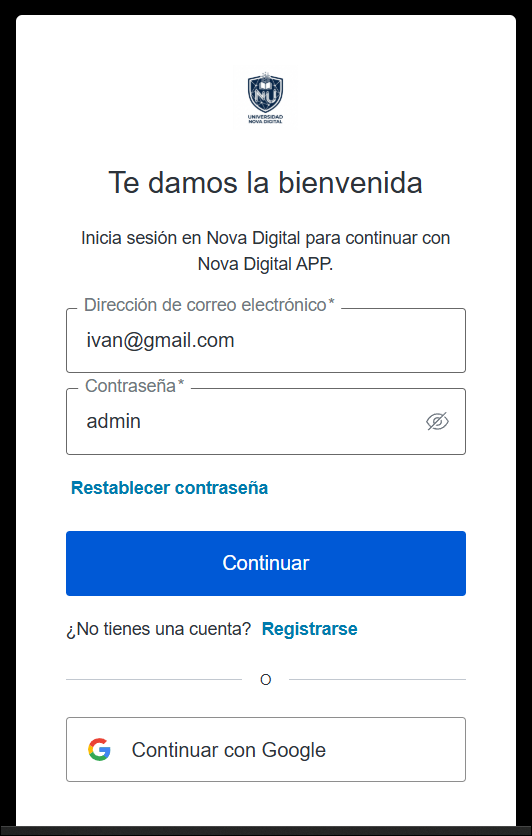 NU
UNIVERSIDAD
NOVA DIGITAL
Te damos la bienvenida
Inicia sesión en Nova Digital para continuar con
Nova Digital APP.
Dirección de correo electrónico*
ivan@gmail.com
Contraseña*
admin
Restablecer contraseña
Continuar
¿No tienes una cuenta? Registrarse
O
Continuar con Google